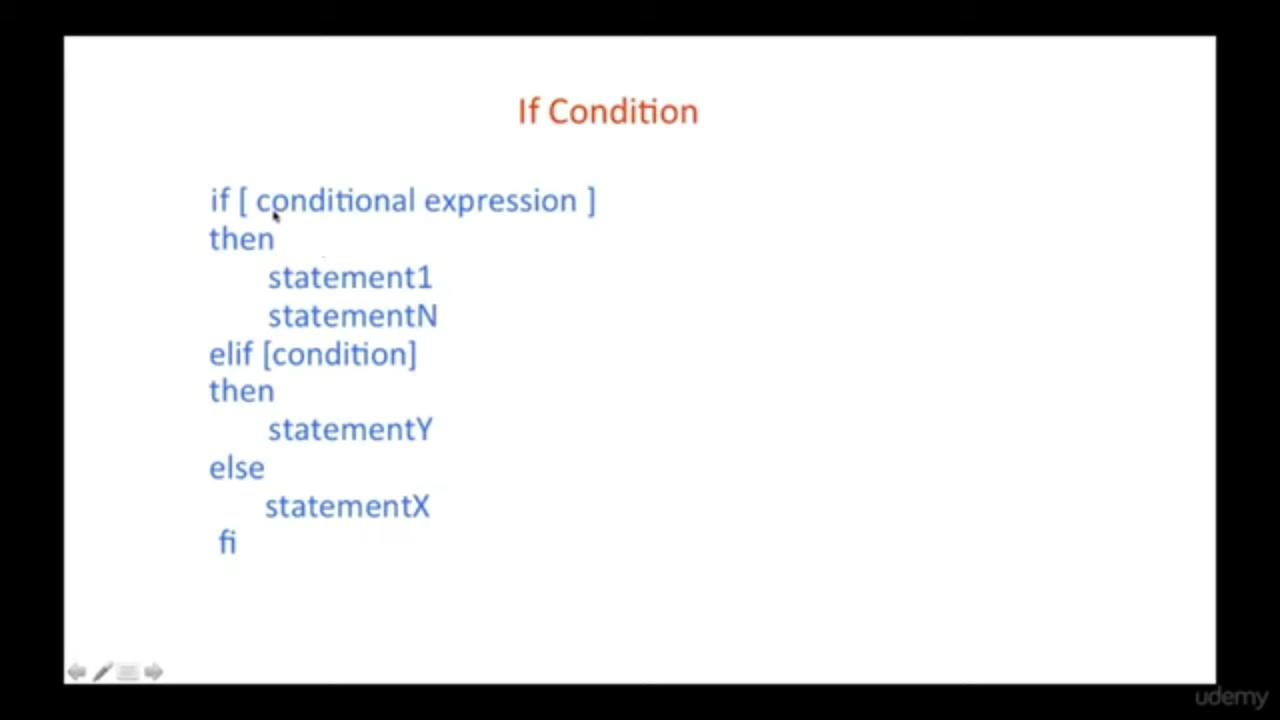 If Condition
if [ conditional expression ]
then
statement1
statementN
elif [condition]
then
statementY
else
statementX
fi
udemy